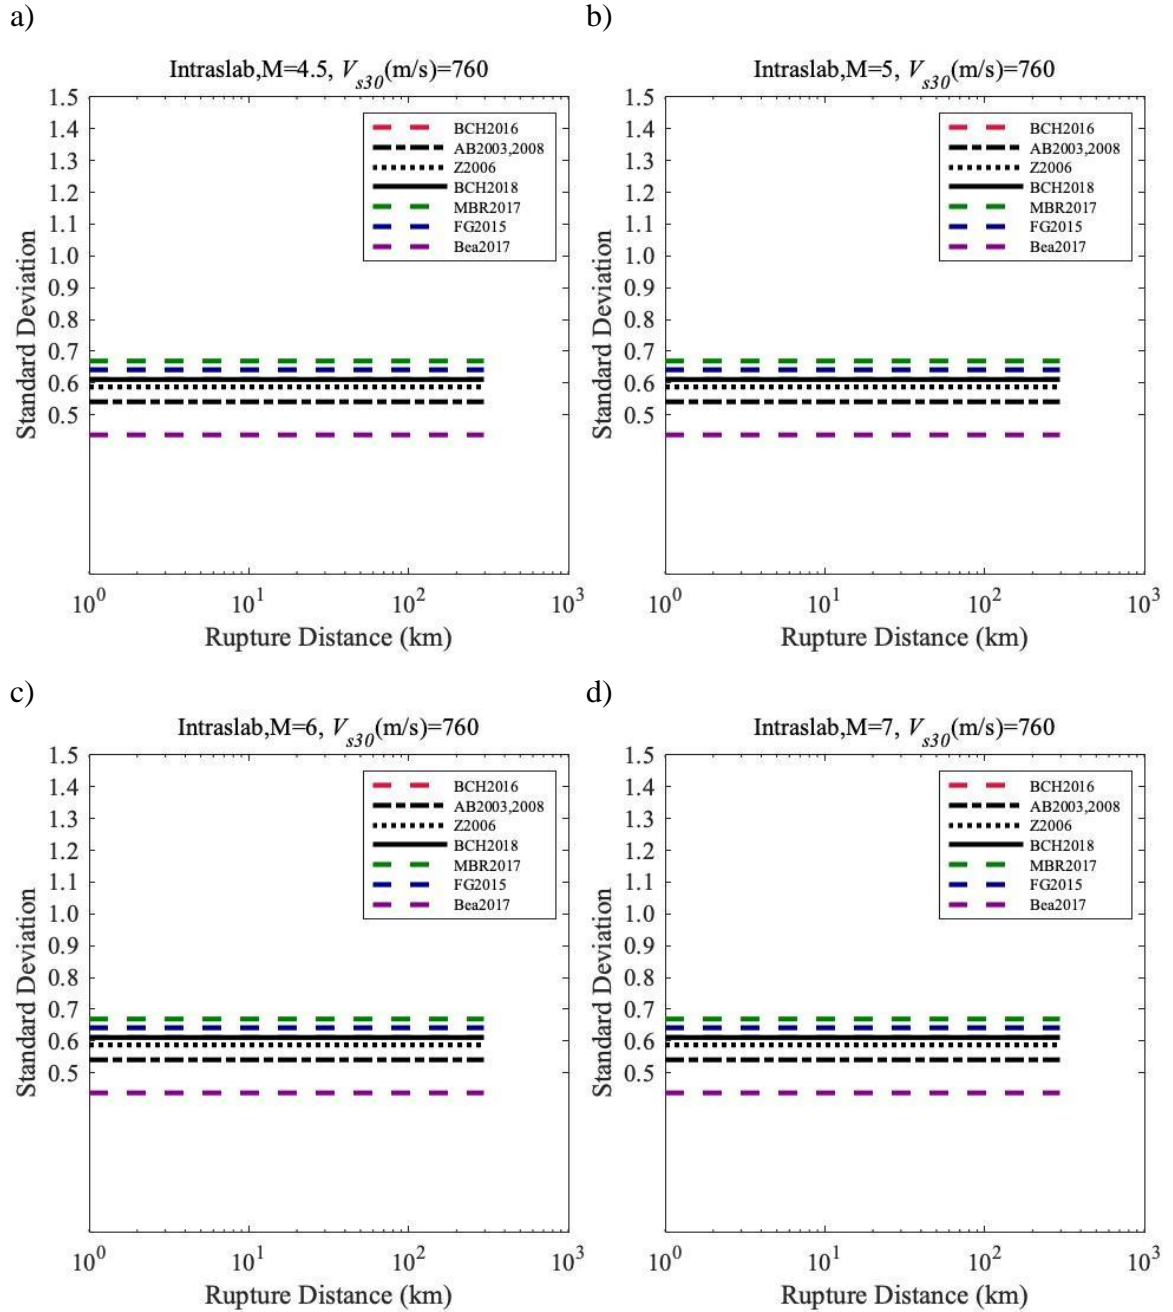 a)
Intraslab,M=4.5, Vs30(m/s)=760
1.5
1.4
1.3
1.2
1.1
1.0
0.9
0.8
0.7
0.6
0.5
Standard Deviation
BCH2016
AB2003,2008
Z2006
BCH2018
MBR2017
FG2015
Bea2017
10^0 10^1 10^2 10^3
Rupture Distance (km)
b)
Intraslab,M=5, Vs30(m/s)=760
1.5
1.4
1.3
1.2
1.1
1.0
0.9
0.8
0.7
0.6
0.5
Standard Deviation
BCH2016
AB2003,2008
Z2006
BCH2018
MBR2017
FG2015
Bea2017
10^0 10^1 10^2 10^3
Rupture Distance (km)
c)
Intraslab,M=6, Vs30(m/s)=760
1.5
1.4
1.3
1.2
1.1
1.0
0.9
0.8
0.7
0.6
0.5
Standard Deviation
BCH2016
AB2003,2008
Z2006
BCH2018
MBR2017
FG2015
Bea2017
10^0 10^1 10^2 10^3
Rupture Distance (km)
d)
Intraslab,M=7, Vs30(m/s)=760
1.5
1.4
1.3
1.2
1.1
1.0
0.9
0.8
0.7
0.6
0.5
Standard Deviation
BCH2016
AB2003,2008
Z2006
BCH2018
MBR2017
FG2015
Bea2017
10^0 10^1 10^2 10^3
Rupture Distance (km)